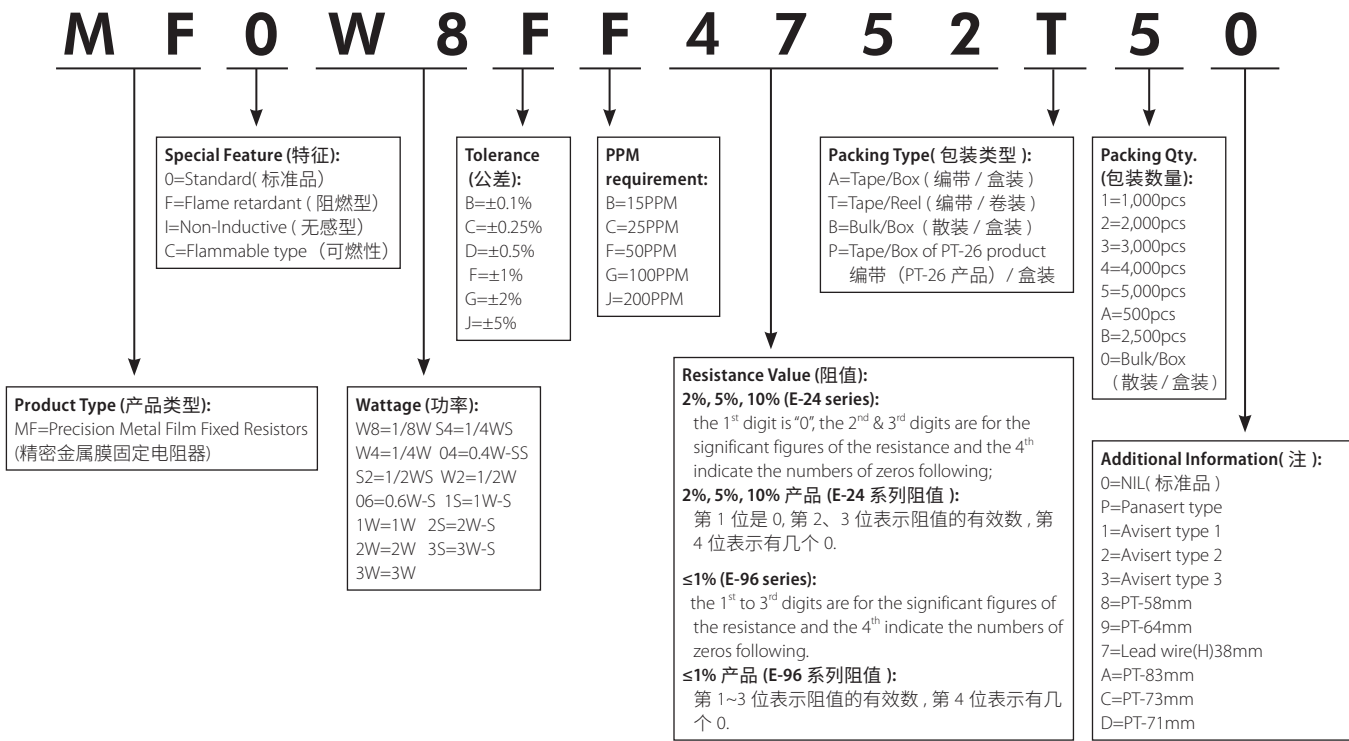 MF0W8FF4752T50
Special Feature (特征):
0=Standard( 标准品）
F=Flame retardant ( 阻燃型）
I=Non-Inductive ( 无感型）
C=Flammable type （可燃性）
Tolerance
(公差):
B=±0.1%
C=±0.25%
D=±0.5%
F=±1%
G=±2%
J=±5%
PPM
requirement:
B=15PPM
C=25PPM
F=50PPM
G=100PPM
J=200PPM
Packing Type( 包装类型 ):
A=Tape/Box ( 编带 / 盒装 )
T=Tape/Reel ( 编带 / 卷装 )
B=Bulk/Box ( 散装 / 盒装 )
P=Tape/Box of PT-26 product
编带（PT-26 产品）/ 盒装
Packing Qty.
(包装数量):
1=1,000pcs
2=2,000pcs
3=3,000pcs
4=4,000pcs
5=5,000pcs
A=500pcs
B=2,500pcs
0=Bulk/Box
( 散装 / 盒装 )
Product Type (产品类型):
MF=Precision Metal Film Fixed Resistors
(精密金属膜固定电阻器)
Wattage (功率):
W8=1/8W S4=1/4WS
W4=1/4W 04=0.4W-SS
S2=1/2WS W2=1/2W
06=0.6W-S 1S=1W-S
1W=1W 2S=2W-S
2W=2W 3S=3W-S
3W=3W
Resistance Value (阻值):
2%, 5%, 10% (E-24 series):
the 1st digit is "0", the 2nd & 3rd digits are for the
significant figures of the resistance and the 4th
indicate the numbers of zeros following;
2%, 5%, 10% 产品 (E-24 系列阻值 ):
第 1 位是 0, 第 2、3 位表示阻值的有效数 , 第
4 位表示有几个 0.
≤1% (E-96 series):
the 1st to 3rd digits are for the significant figures of
the resistance and the 4th indicate the numbers of
zeros following.
≤1% 产品 (E-96 系列阻值 ):
第 1~3 位表示阻值的有效数 , 第 4 位表示有几
个 0.
Additional Information( 注 ):
0=NIL( 标准品 )
P=Panasert type
1=Avisert type 1
2=Avisert type 2
3=Avisert type 3
8=PT-58mm
9=PT-64mm
7=Lead wire(H)38mm
A=PT-83mm
C=PT-73mm
D=PT-71mm